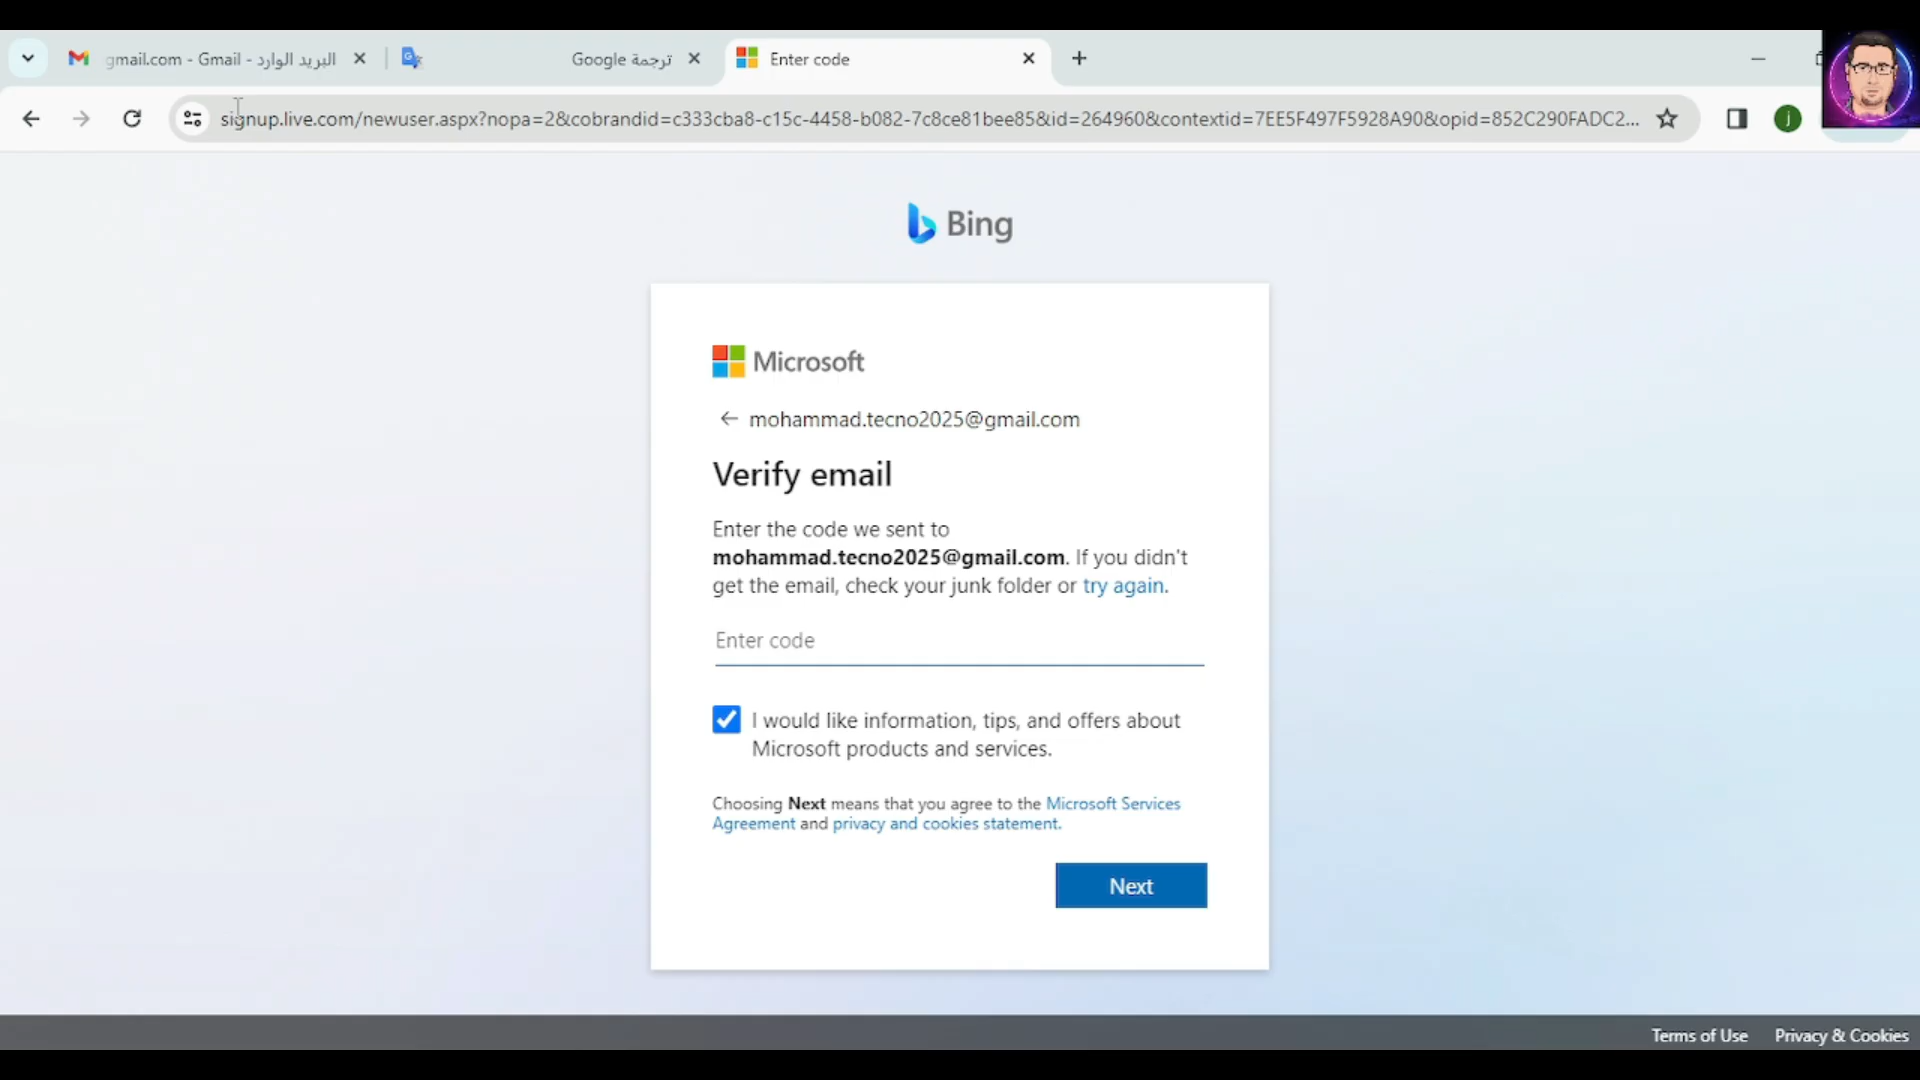 gmail.com - Gmail - البريد الوارد
ترجمة Google
Enter code
signup.live.com/newuser.aspx?nopa=2&cobrandid=c333cba8-c15c-4458-b082-7c8ce81bee85&id=264960&contextid=7EE5F497F5928A90&opid=852C290FADC2...
j
Bing
Microsoft
mohammad.tecno2025@gmail.com
Verify email
Enter the code we sent to
mohammad.tecno2025@gmail.com. If you didn't
get the email, check your junk folder or try again.
Enter code
I would like information, tips, and offers about
Microsoft products and services.
Choosing Next means that you agree to the Microsoft Services
Agreement and privacy and cookies statement.
Next
Terms of Use Privacy & Cookies